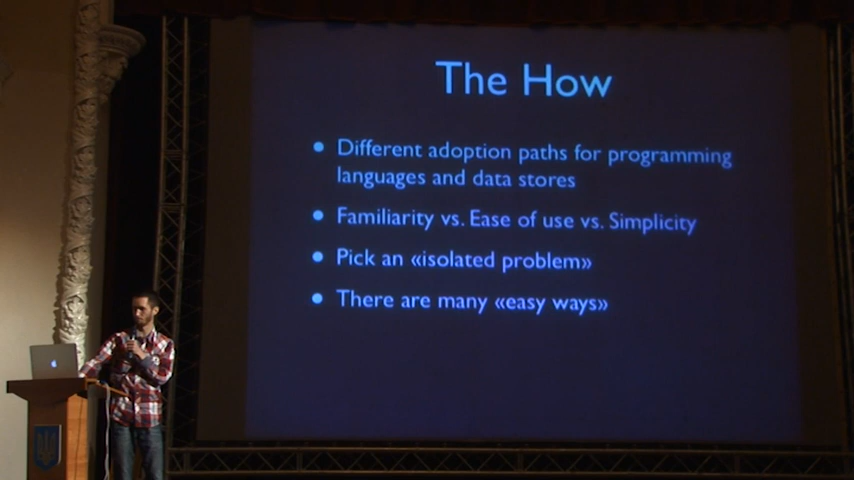 The How
• Different adoption paths for programming
languages and data stores
• Familiarity vs. Ease of use vs. Simplicity
• Pick an «isolated problem»
• There are many «easy ways»